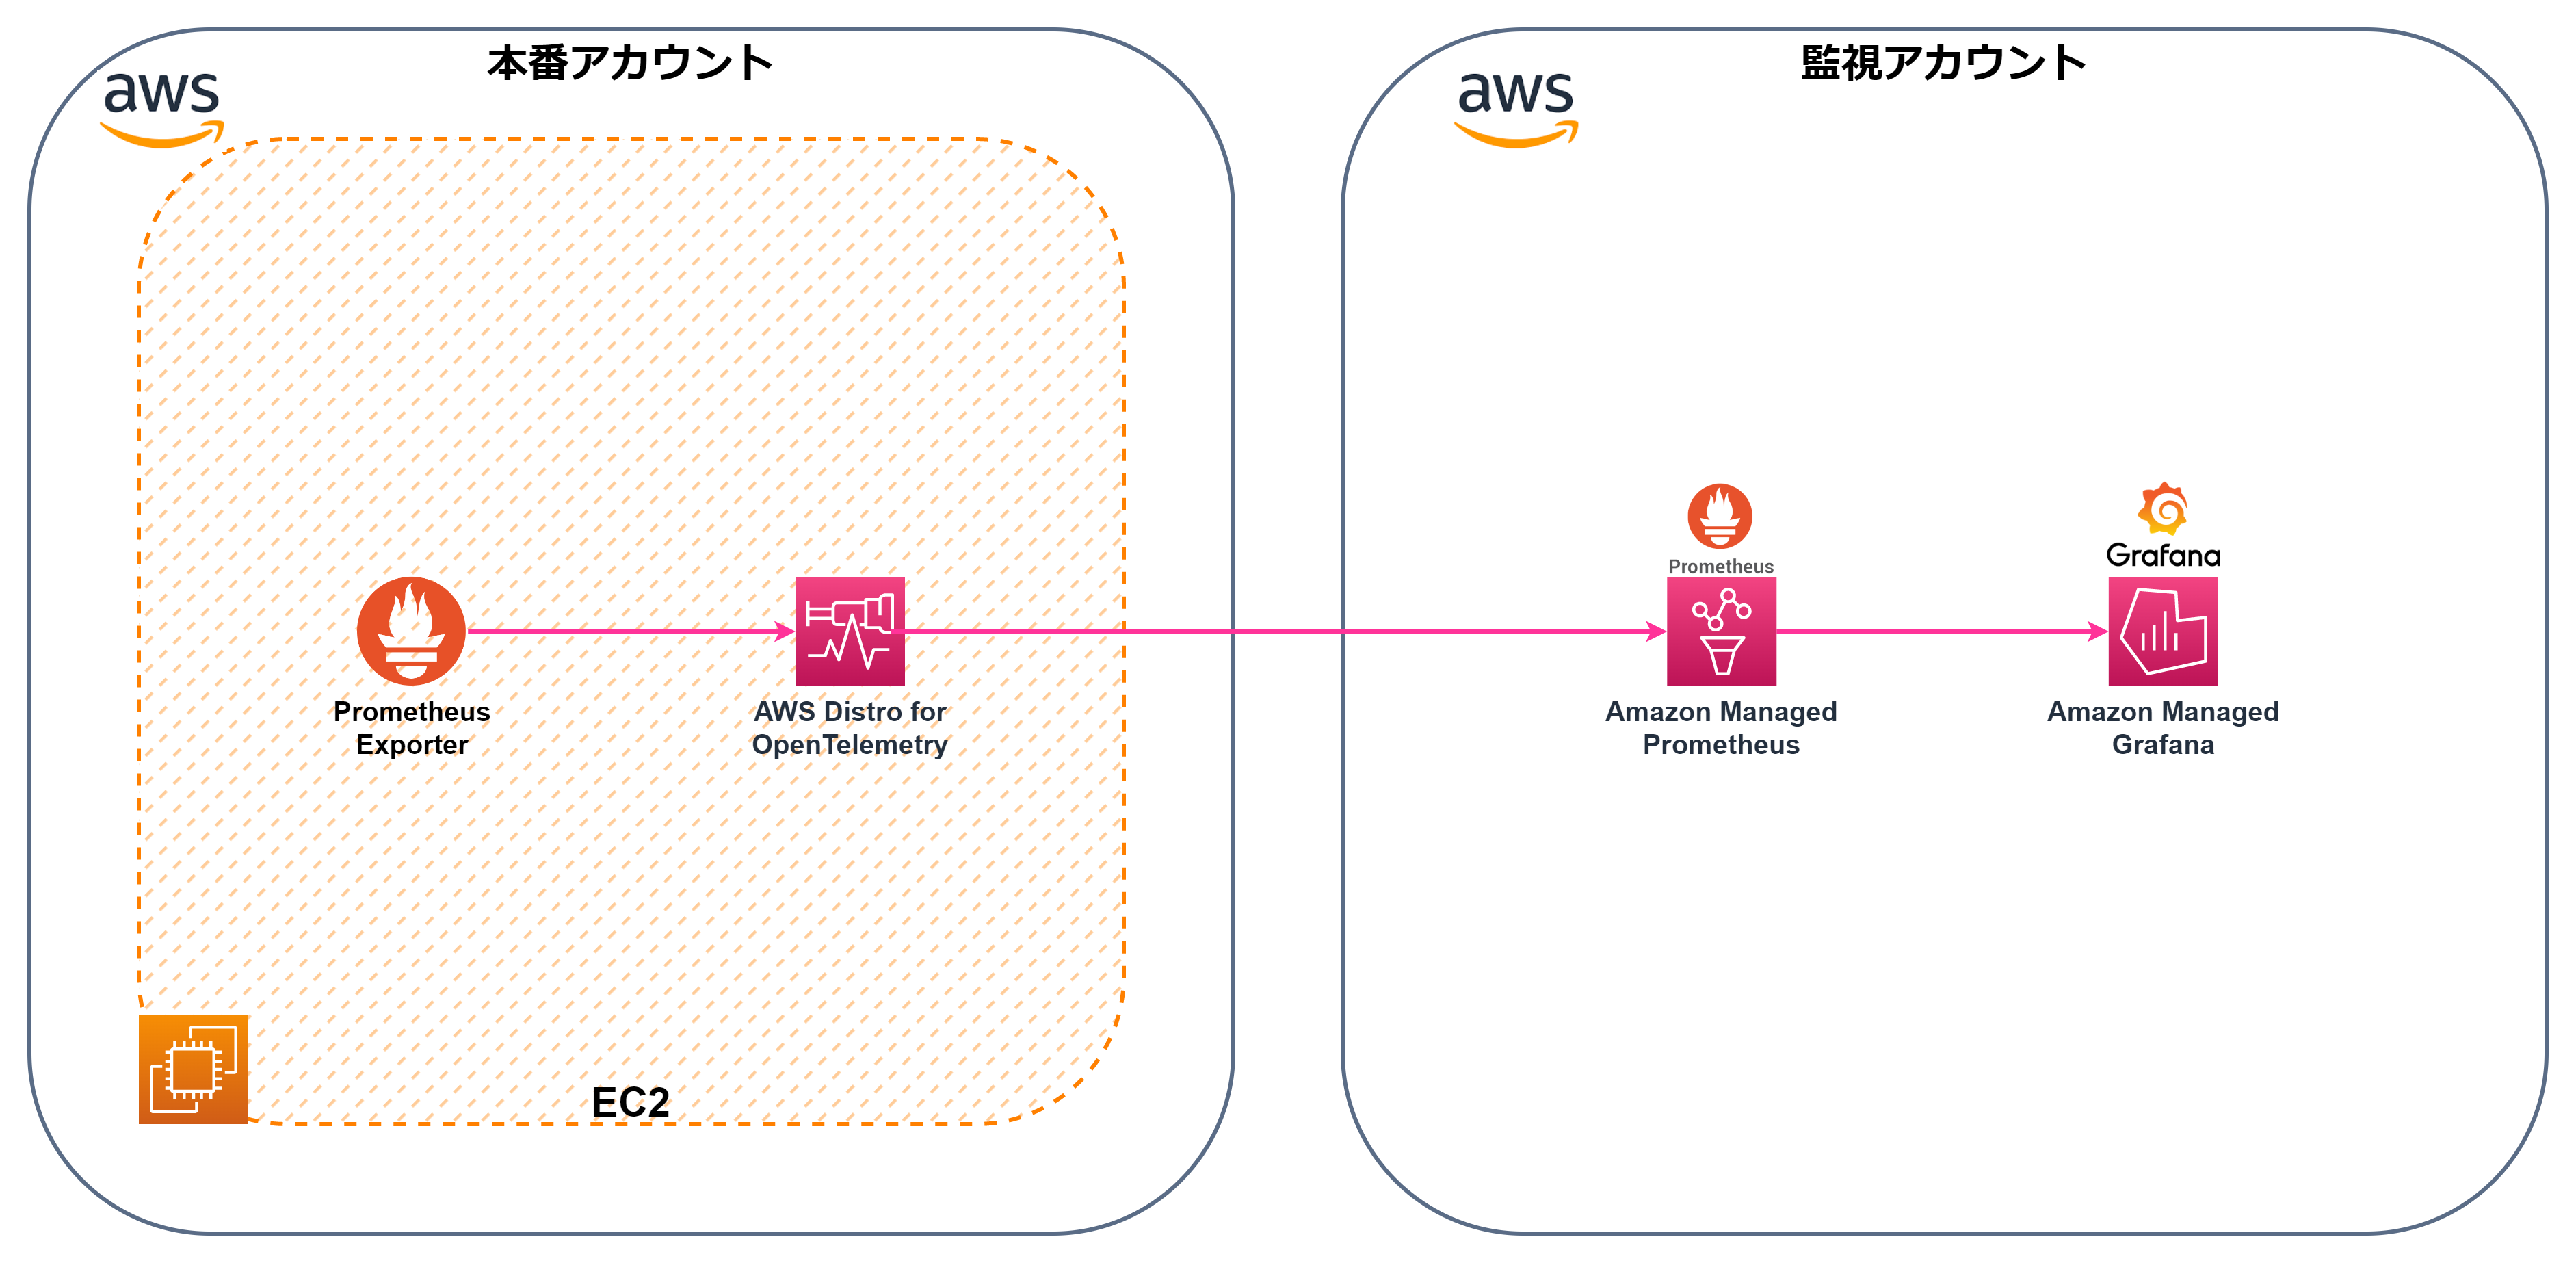 本番アカウント
aws
Prometheus
Exporter
AWS Distro for
OpenTelemetry
EC2
監視アカウント
aws
Prometheus
Amazon Managed
Prometheus
Grafana
Amazon Managed
Grafana